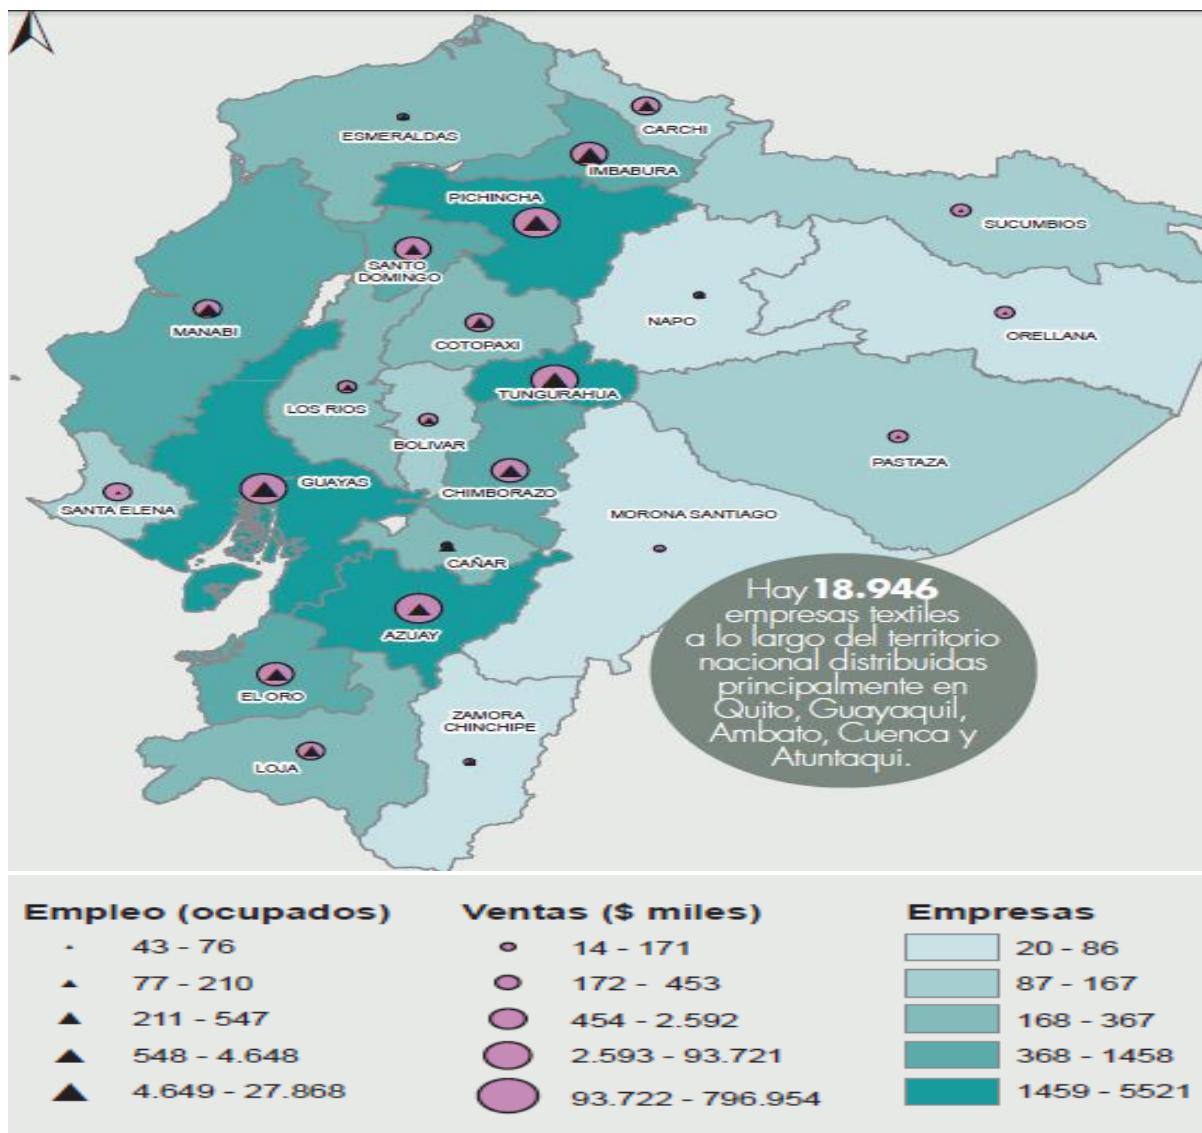 ESMERALDAS
CARCHI
IMBABURA
PICHINCHA
SUCUMBIOS
SANTO
DOMINGO
MANABI
COTOPAXI
NAPO
ORELLANA
TUNGURAHUA
LOS RIOS
BOLIVAR
PASTAZA
GUAYAS
CHIMBORAZO
SANTA ELENA
MORONA SANTIAGO
CAÑAR
AZUAY
EL ORO
ZAMORA
CHINCHIPE
LOJA
Hay 18.946
empresas textiles
a lo largo del territorio
nacional distribuidas
principalmente en
Quito, Guayaquil,
Ambato, Cuenca y
Atuntaqui.
Empleo (ocupados)
43 - 76
77 - 210
211 - 547
548 - 4.648
4.649 - 27.868
Ventas ($ miles)
14 - 171
172 - 453
454 - 2.592
2.593 - 93.721
93.722 - 796.954
Empresas
20 - 86
87 - 167
168 - 367
368 - 1458
1459 - 5521